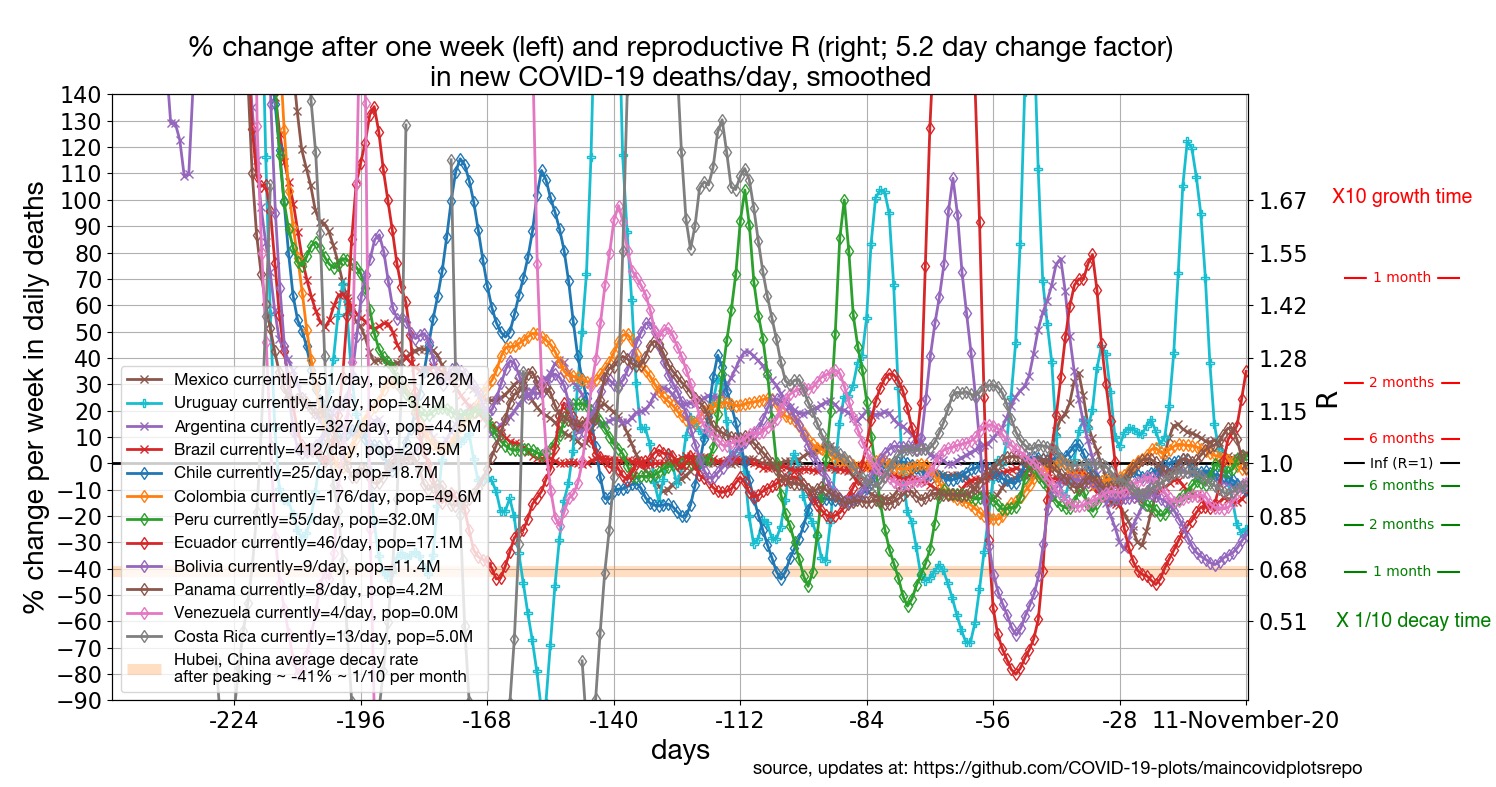 % change after one week (left) and reproductive R (right; 5.2 day change factor)
in new COVID-19 deaths/day, smoothed
% change per week in daily deaths
140
130
120
110
100
90
80
70
60
50
40
30
20
10
0
−10
−20
−30
−40
−50
−60
−70
−80
−90
Mexico currently=551/day, pop=126.2M
Uruguay currently=1/day, pop=3.4M
Argentina currently=327/day, pop=44.5M
Brazil currently=412/day, pop=209.5M
Chile currently=25/day, pop=18.7M
Colombia currently=176/day, pop=49.6M
Peru currently=55/day, pop=32.0M
Ecuador currently=46/day, pop=17.1M
Bolivia currently=9/day, pop=11.4M
Panama currently=8/day, pop=4.2M
Venezuela currently=4/day, pop=0.0M
Costa Rica currently=13/day, pop=5.0M
Hubei, China average decay rate
after peaking ~ -41% ~ 1/10 per month
1.67
1.55
1.42
1.28
1.15
1.0
0.85
0.68
0.51
R
X10 growth time
1 month
2 months
6 months
Inf (R=1)
6 months
2 months
1 month
X 1/10 decay time
-224 -196 -168 -140 -112 -84 -56 -28 11-November-20
days
source, updates at: https://github.com/COVID-19-plots/maincovidplotsrepo